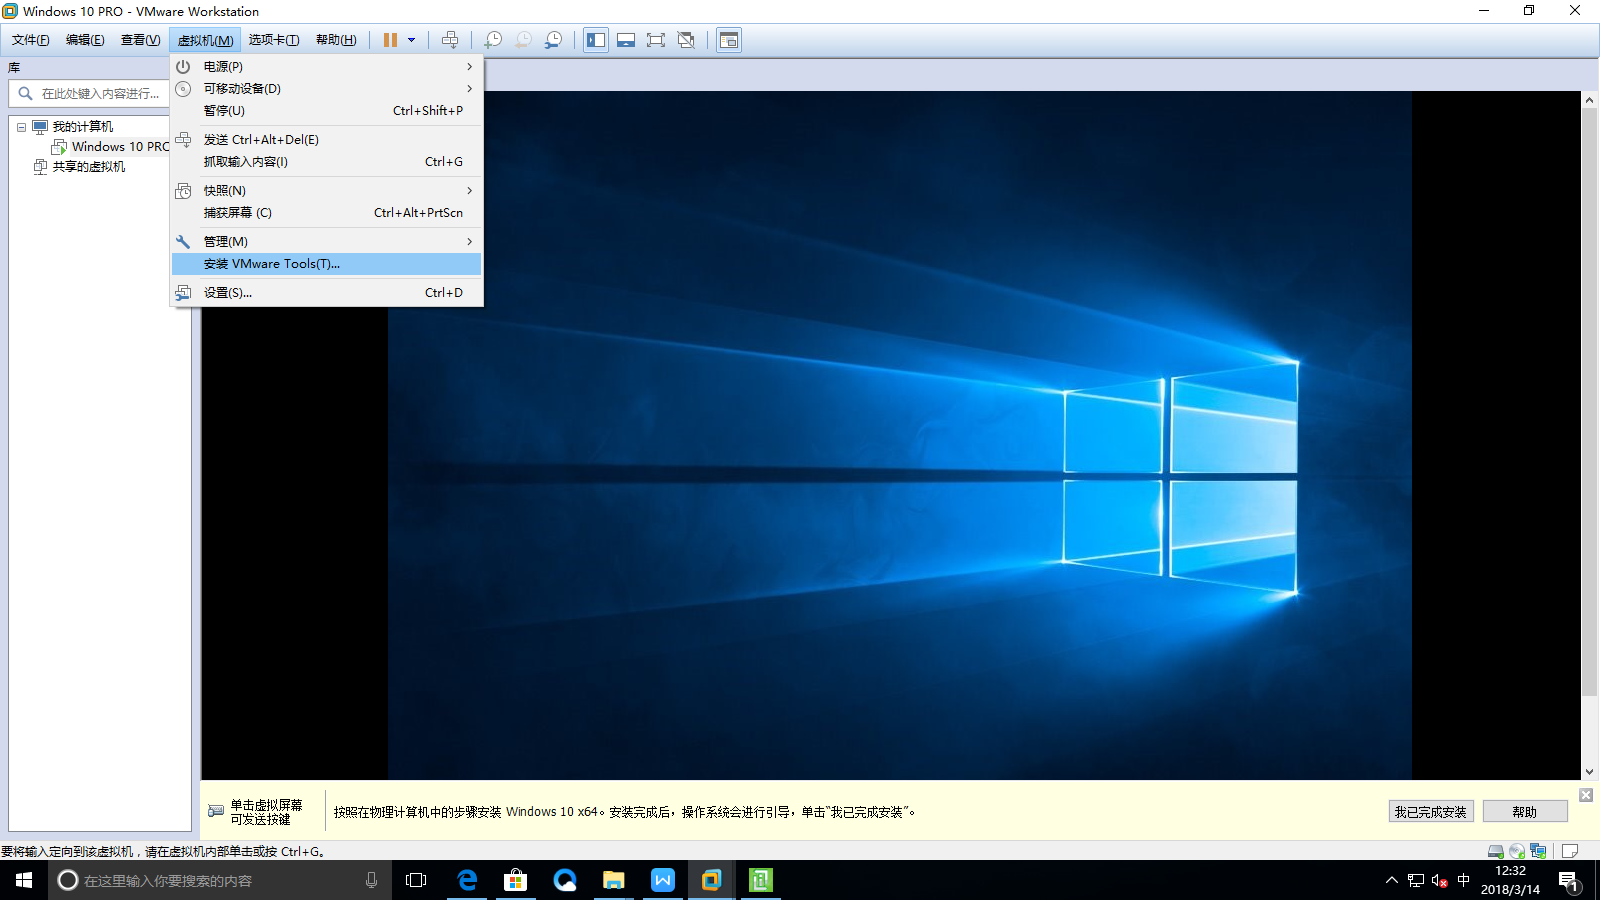 Windows 10 PRO - VMware Workstation
文件(F) 编辑(E) 查看(V) 虚拟机(M) 选项卡(T) 帮助(H)
库
在此处键入内容进行...
我的计算机
Windows 10 PRO
共享的虚拟机
电源(P)
可移动设备(D)
暂停(U) Ctrl+Shift+P
发送 Ctrl+Alt+Del(E)
抓取输入内容(I) Ctrl+G
快照(N)
捕获屏幕 (C) Ctrl+Alt+PrtScn
管理(M)
安装 VMware Tools(T)...
设置(S)... Ctrl+D
单击虚拟屏幕
可发送按键
按照在物理计算机中的步骤安装 Windows 10 x64。安装完成后，操作系统会进行引导，单击“我已完成安装”。
我已完成安装 帮助
要将输入定向到该虚拟机，请在虚拟机内部单击或按 Ctrl+G。
在这里输入你要搜索的内容
中
12:32
2018/3/14
1